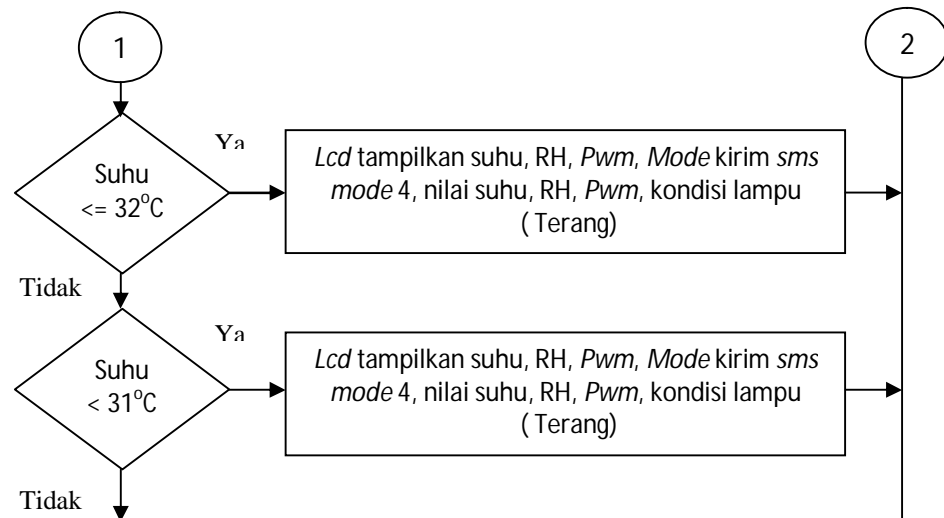 1
2
Suhu
<= 32°C
Ya
Lcd tampilkan suhu, RH, Pwm, Mode kirim sms
mode 4, nilai suhu, RH, Pwm, kondisi lampu
( Terang)
Tidak
Suhu
< 31°C
Ya
Lcd tampilkan suhu, RH, Pwm, Mode kirim sms
mode 4, nilai suhu, RH, Pwm, kondisi lampu
( Terang)
Tidak